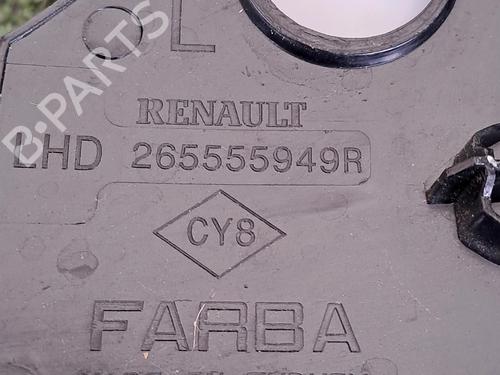 L
RENAULT
LHD 265555949R
CY8
FARBA
B-PARTS